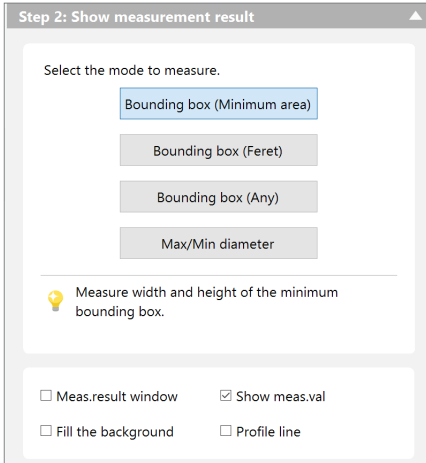 Step 2: Show measurement result
Select the mode to measure.
Bounding box (Minimum area)
Bounding box (Feret)
Bounding box (Any)
Max/Min diameter
Measure width and height of the minimum
bounding box.
Meas.result window
Show meas.val
Fill the background
Profile line